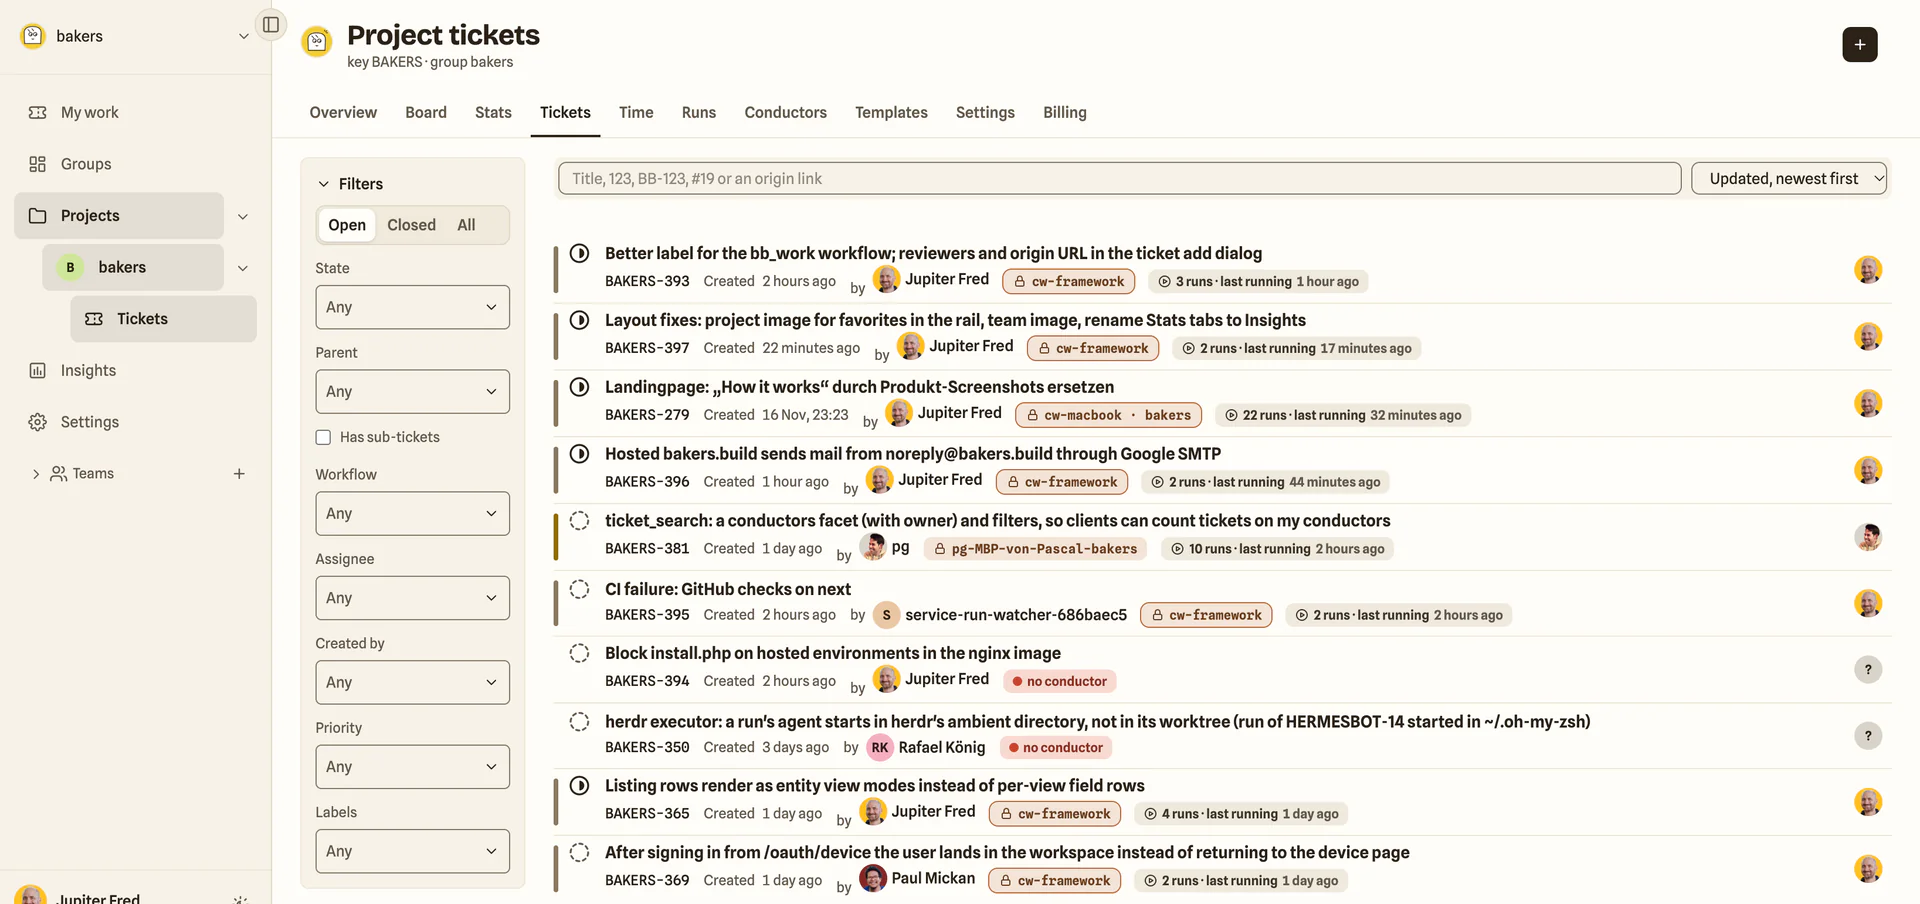 bakers
Project tickets
key BAKERS · group bakers
+
My work
Groups
Projects
B bakers
Tickets
Insights
Settings
Teams +
Overview Board Stats Tickets Time Runs Conductors Templates Settings Billing
Filters
Open Closed All
State
Any
Parent
Any
Has sub-tickets
Workflow
Any
Assignee
Any
Created by
Any
Priority
Any
Labels
Any
Title, 123, BB-123, #19 or an origin link
Updated, newest first
Better label for the bb_work workflow; reviewers and origin URL in the ticket add dialog
BAKERS-393 Created 2 hours ago by Jupiter Fred cw-framework 3 runs · last running 1 hour ago
Layout fixes: project image for favorites in the rail, team image, rename Stats tabs to Insights
BAKERS-397 Created 22 minutes ago by Jupiter Fred cw-framework 2 runs · last running 17 minutes ago
Landingpage: „How it works“ durch Produkt-Screenshots ersetzen
BAKERS-279 Created 16 Nov, 23:23 by Jupiter Fred cw-macbook · bakers 22 runs · last running 32 minutes ago
Hosted bakers.build sends mail from noreply@bakers.build through Google SMTP
BAKERS-396 Created 1 hour ago by Jupiter Fred cw-framework 2 runs · last running 44 minutes ago
ticket_search: a conductors facet (with owner) and filters, so clients can count tickets on my conductors
BAKERS-381 Created 1 day ago by pg pg-MBP-von-Pascal-bakers 10 runs · last running 2 hours ago
CI failure: GitHub checks on next
BAKERS-395 Created 2 hours ago by S service-run-watcher-686baec5 cw-framework 2 runs · last running 2 hours ago
Block install.php on hosted environments in the nginx image
BAKERS-394 Created 2 hours ago by Jupiter Fred no conductor ?
herdr executor: a run's agent starts in herdr's ambient directory, not in its worktree (run of HERMESBOT-14 started in ~/.oh-my-zsh)
BAKERS-350 Created 3 days ago by RK Rafael König no conductor ?
Listing rows render as entity view modes instead of per-view field rows
BAKERS-365 Created 1 day ago by Jupiter Fred cw-framework 4 runs · last running 1 day ago
After signing in from /oauth/device the user lands in the workspace instead of returning to the device page
BAKERS-369 Created 1 day ago by Paul Mickan cw-framework 2 runs · last running 1 day ago
Jupiter Fred